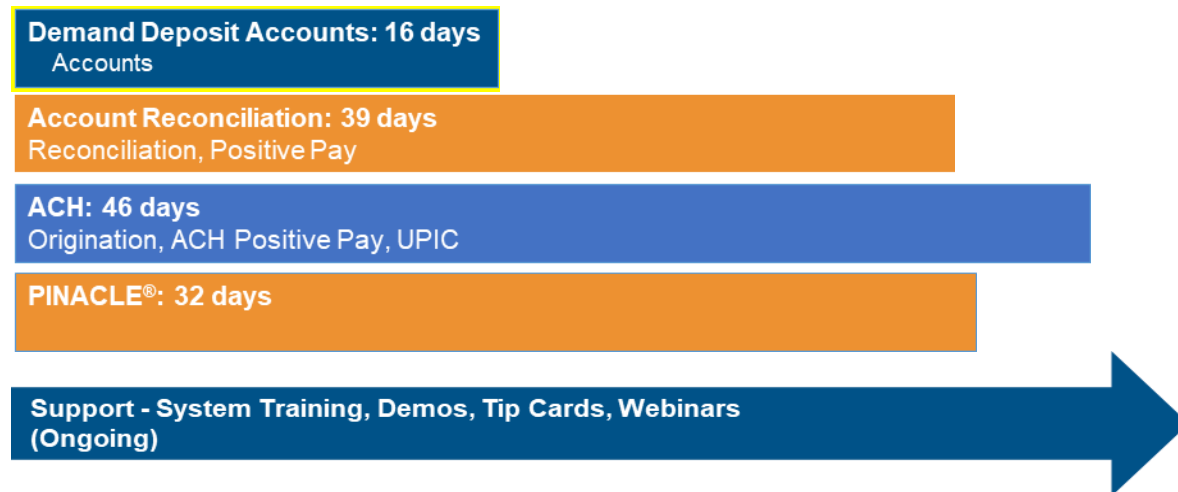 Demand Deposit Accounts: 16 days
Accounts
Account Reconciliation: 39 days
Reconciliation, Positive Pay
ACH: 46 days
Origination, ACH Positive Pay, UPIC
PINACLE®: 32 days
Support - System Training, Demos, Tip Cards, Webinars
(Ongoing)